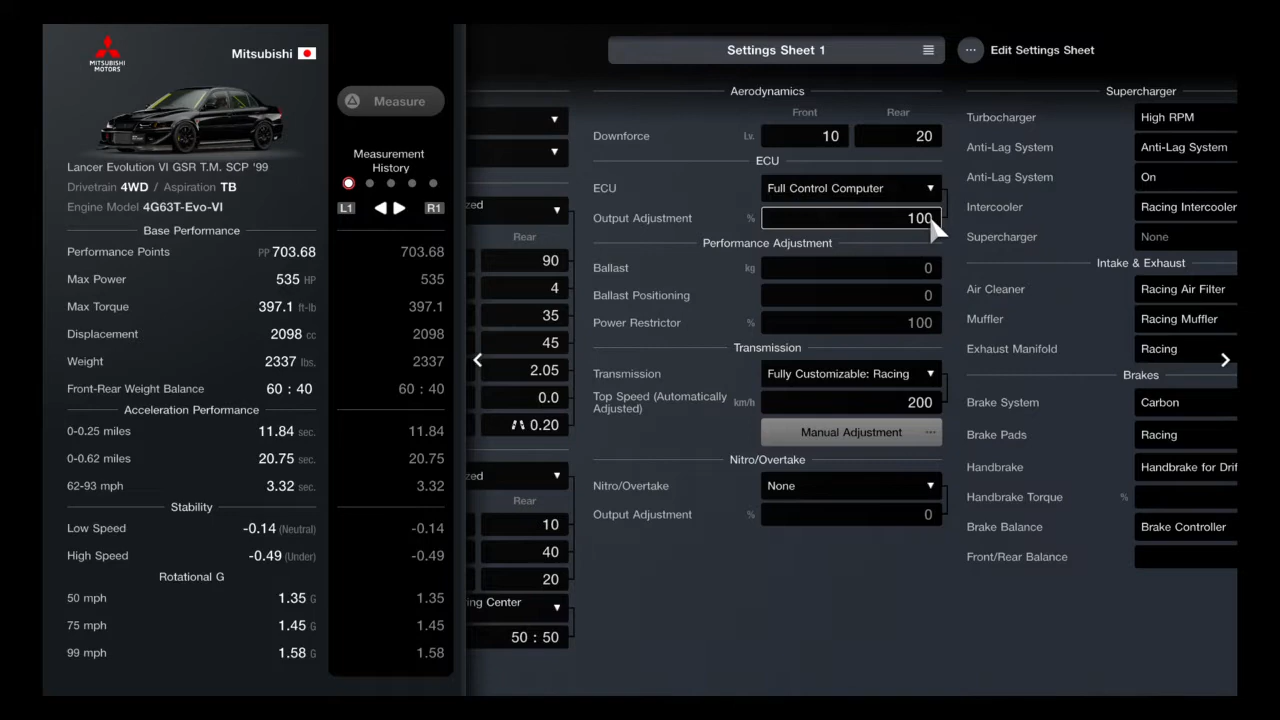 MITSUBISHI
MOTORS
Mitsubishi
Lancer Evolution VI GSR T.M. SCP '99
Drivetrain 4WD / Aspiration TB
Engine Model 4G63T-Evo-VI
Base Performance
Performance Points PP 703.68
Max Power 535 HP
Max Torque 397.1 ft-lb
Displacement 2098 cc
Weight 2337 lbs.
Front-Rear Weight Balance 60 : 40
Acceleration Performance
0-0.25 miles 11.84 sec.
0-0.62 miles 20.75 sec.
62-93 mph 3.32 sec.
Stability
Low Speed -0.14 (Neutral)
High Speed -0.49 (Under)
Rotational G
50 mph 1.35 G
75 mph 1.45 G
99 mph 1.58 G
Measure
Measurement
History
L1 R1
703.68
535
397.1
2098
2337
60 : 40
11.84
20.75
3.32
-0.14
-0.49
1.35
1.45
1.58
Settings Sheet 1
Edit Settings Sheet
zed
Rear
90
4
35
45
2.05
0.0
0.20
zed
Rear
10
40
20
ing Center
50 : 50
Aerodynamics
Front Rear
Downforce Lv. 10 20
ECU
ECU Full Control Computer
Output Adjustment % 100
Performance Adjustment
Ballast kg 0
Ballast Positioning 0
Power Restrictor % 100
Transmission
Transmission Fully Customizable: Racing
Top Speed (Automatically
Adjusted) km/h 200
Manual Adjustment
Nitro/Overtake
Nitro/Overtake None
Output Adjustment % 0
Supercharger
Turbocharger High RPM
Anti-Lag System Anti-Lag System
Anti-Lag System On
Intercooler Racing Intercooler
Supercharger None
Intake & Exhaust
Air Cleaner Racing Air Filter
Muffler Racing Muffler
Exhaust Manifold Racing
Brakes
Brake System Carbon
Brake Pads Racing
Handbrake Handbrake for Drif
Handbrake Torque %
Brake Balance Brake Controller
Front/Rear Balance